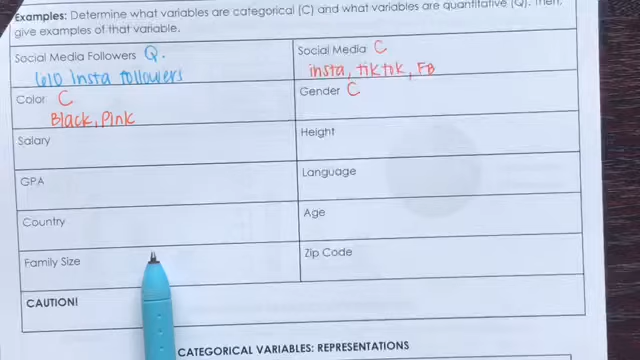 Examples: Determine what variables are categorical (C) and what variables are quantitative (Q). Then,
give examples of that variable.
Social Media Followers Q.
610 Insta followers
Social Media C
insta, tiktok, FB
Color C
Black, Pink
Gender C
Salary
Height
GPA
Language
Country
Age
Family Size
Zip Code
CAUTION!
CATEGORICAL VARIABLES: REPRESENTATIONS